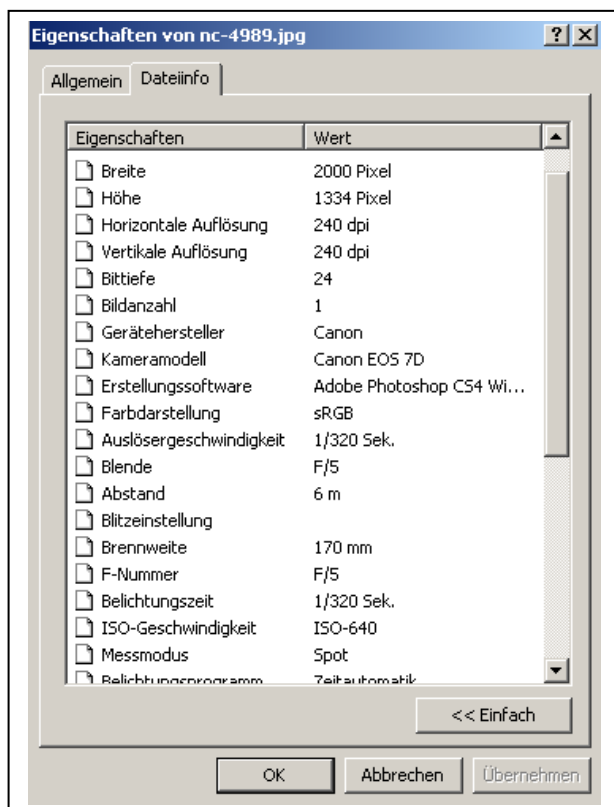 Eigenschaften von nc-4989.jpg
Allgemein Dateiinfo
Eigenschaften Wert
Breite 2000 Pixel
Höhe 1334 Pixel
Horizontale Auflösung 240 dpi
Vertikale Auflösung 240 dpi
Bittiefe 24
Bildanzahl 1
Gerätehersteller Canon
Kameramodell Canon EOS 7D
Erstellungssoftware Adobe Photoshop CS4 Wi...
Farbdarstellung sRGB
Auslösergeschwindigkeit 1/320 Sek.
Blende F/5
Abstand 6 m
Blitzeinstellung
Brennweite 170 mm
F-Nummer F/5
Belichtungszeit 1/320 Sek.
ISO-Geschwindigkeit ISO-640
Messmodus Spot
Belichtungsprogramm Zeitautomatik
<< Einfach
OK Abbrechen Übernehmen